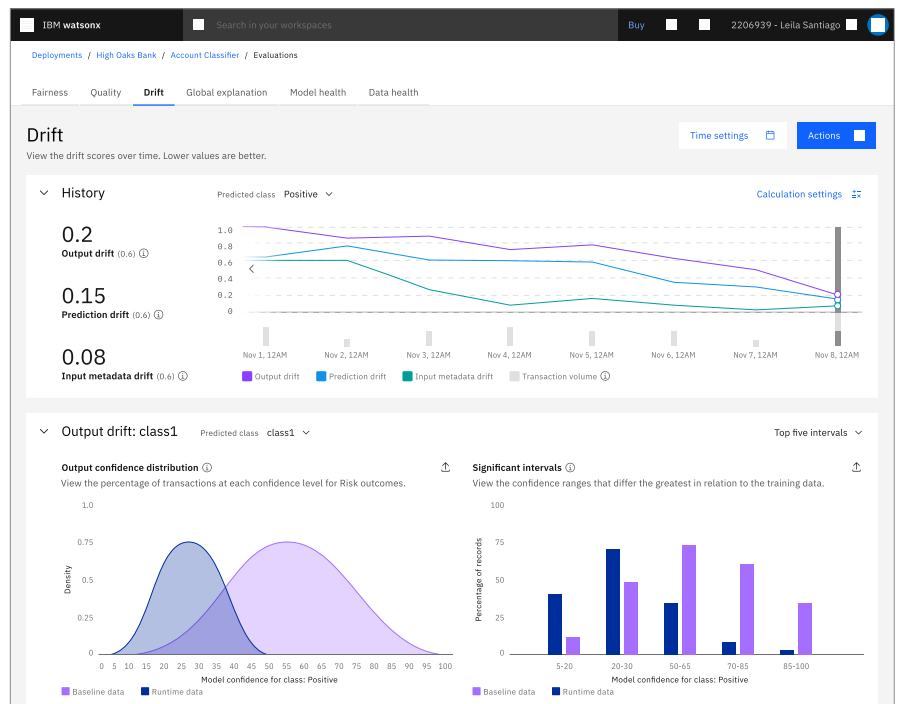 IBM watsonx
Search in your workspaces
Buy
2206939 - Leila Santiago
Deployments / High Oaks Bank / Account Classifier / Evaluations
Fairness Quality Drift Global explanation Model health Data health
Drift
View the drift scores over time. Lower values are better.
Time settings
Actions
History
Predicted class Positive
Calculation settings
0.2
Output drift (0.6)
0.15
Prediction drift (0.6)
0.08
Input metadata drift (0.6)
1.0
0.8
0.6
0.4
0.2
0
Nov 1, 12AM Nov 2, 12AM Nov 3, 12AM Nov 4, 12AM Nov 5, 12AM Nov 6, 12AM Nov 7, 12AM Nov 8, 12AM
Output drift Prediction drift Input metadata drift Transaction volume
Output drift: class1
Predicted class class1
Top five intervals
Output confidence distribution
View the percentage of transactions at each confidence level for Risk outcomes.
1.0
0.75
0.5
0.25
0
Density
0 5 10 15 20 25 30 35 40 45 50 55 60 65 70 75 80 85 90 95 100
Model confidence for class: Positive
Baseline data Runtime data
Significant intervals
View the confidence ranges that differ the greatest in relation to the training data.
100
75
50
25
0
Percentage of records
5-20 20-30 50-65 70-85 85-100
Model confidence for class: Positive
Baseline data Runtime data